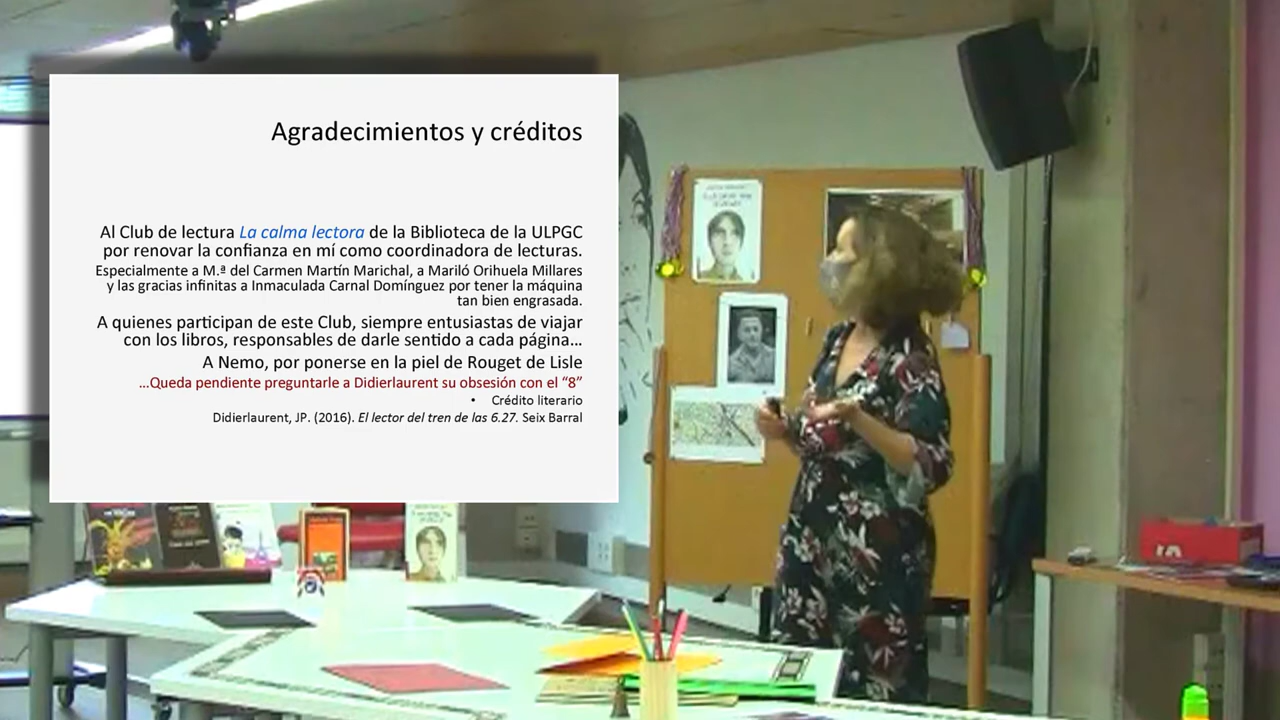 Agradecimientos y créditos
Al Club de lectura La calma lectora de la Biblioteca de la ULPGC
por renovar la confianza en mí como coordinadora de lecturas.
Especialmente a M.ª del Carmen Martín Marichal, a Mariló Orihuela Millares
y las gracias infinitas a Inmaculada Carnal Domínguez por tener la máquina
tan bien engrasada.
A quienes participan de este Club, siempre entusiastas de viajar
con los libros, responsables de darle sentido a cada página…
A Nemo, por ponerse en la piel de Rouget de Lisle
…Queda pendiente preguntarle a Didierlaurent su obsesión con el “8”
• Crédito literario
Didierlaurent, JP. (2016). El lector del tren de las 6.27. Seix Barral